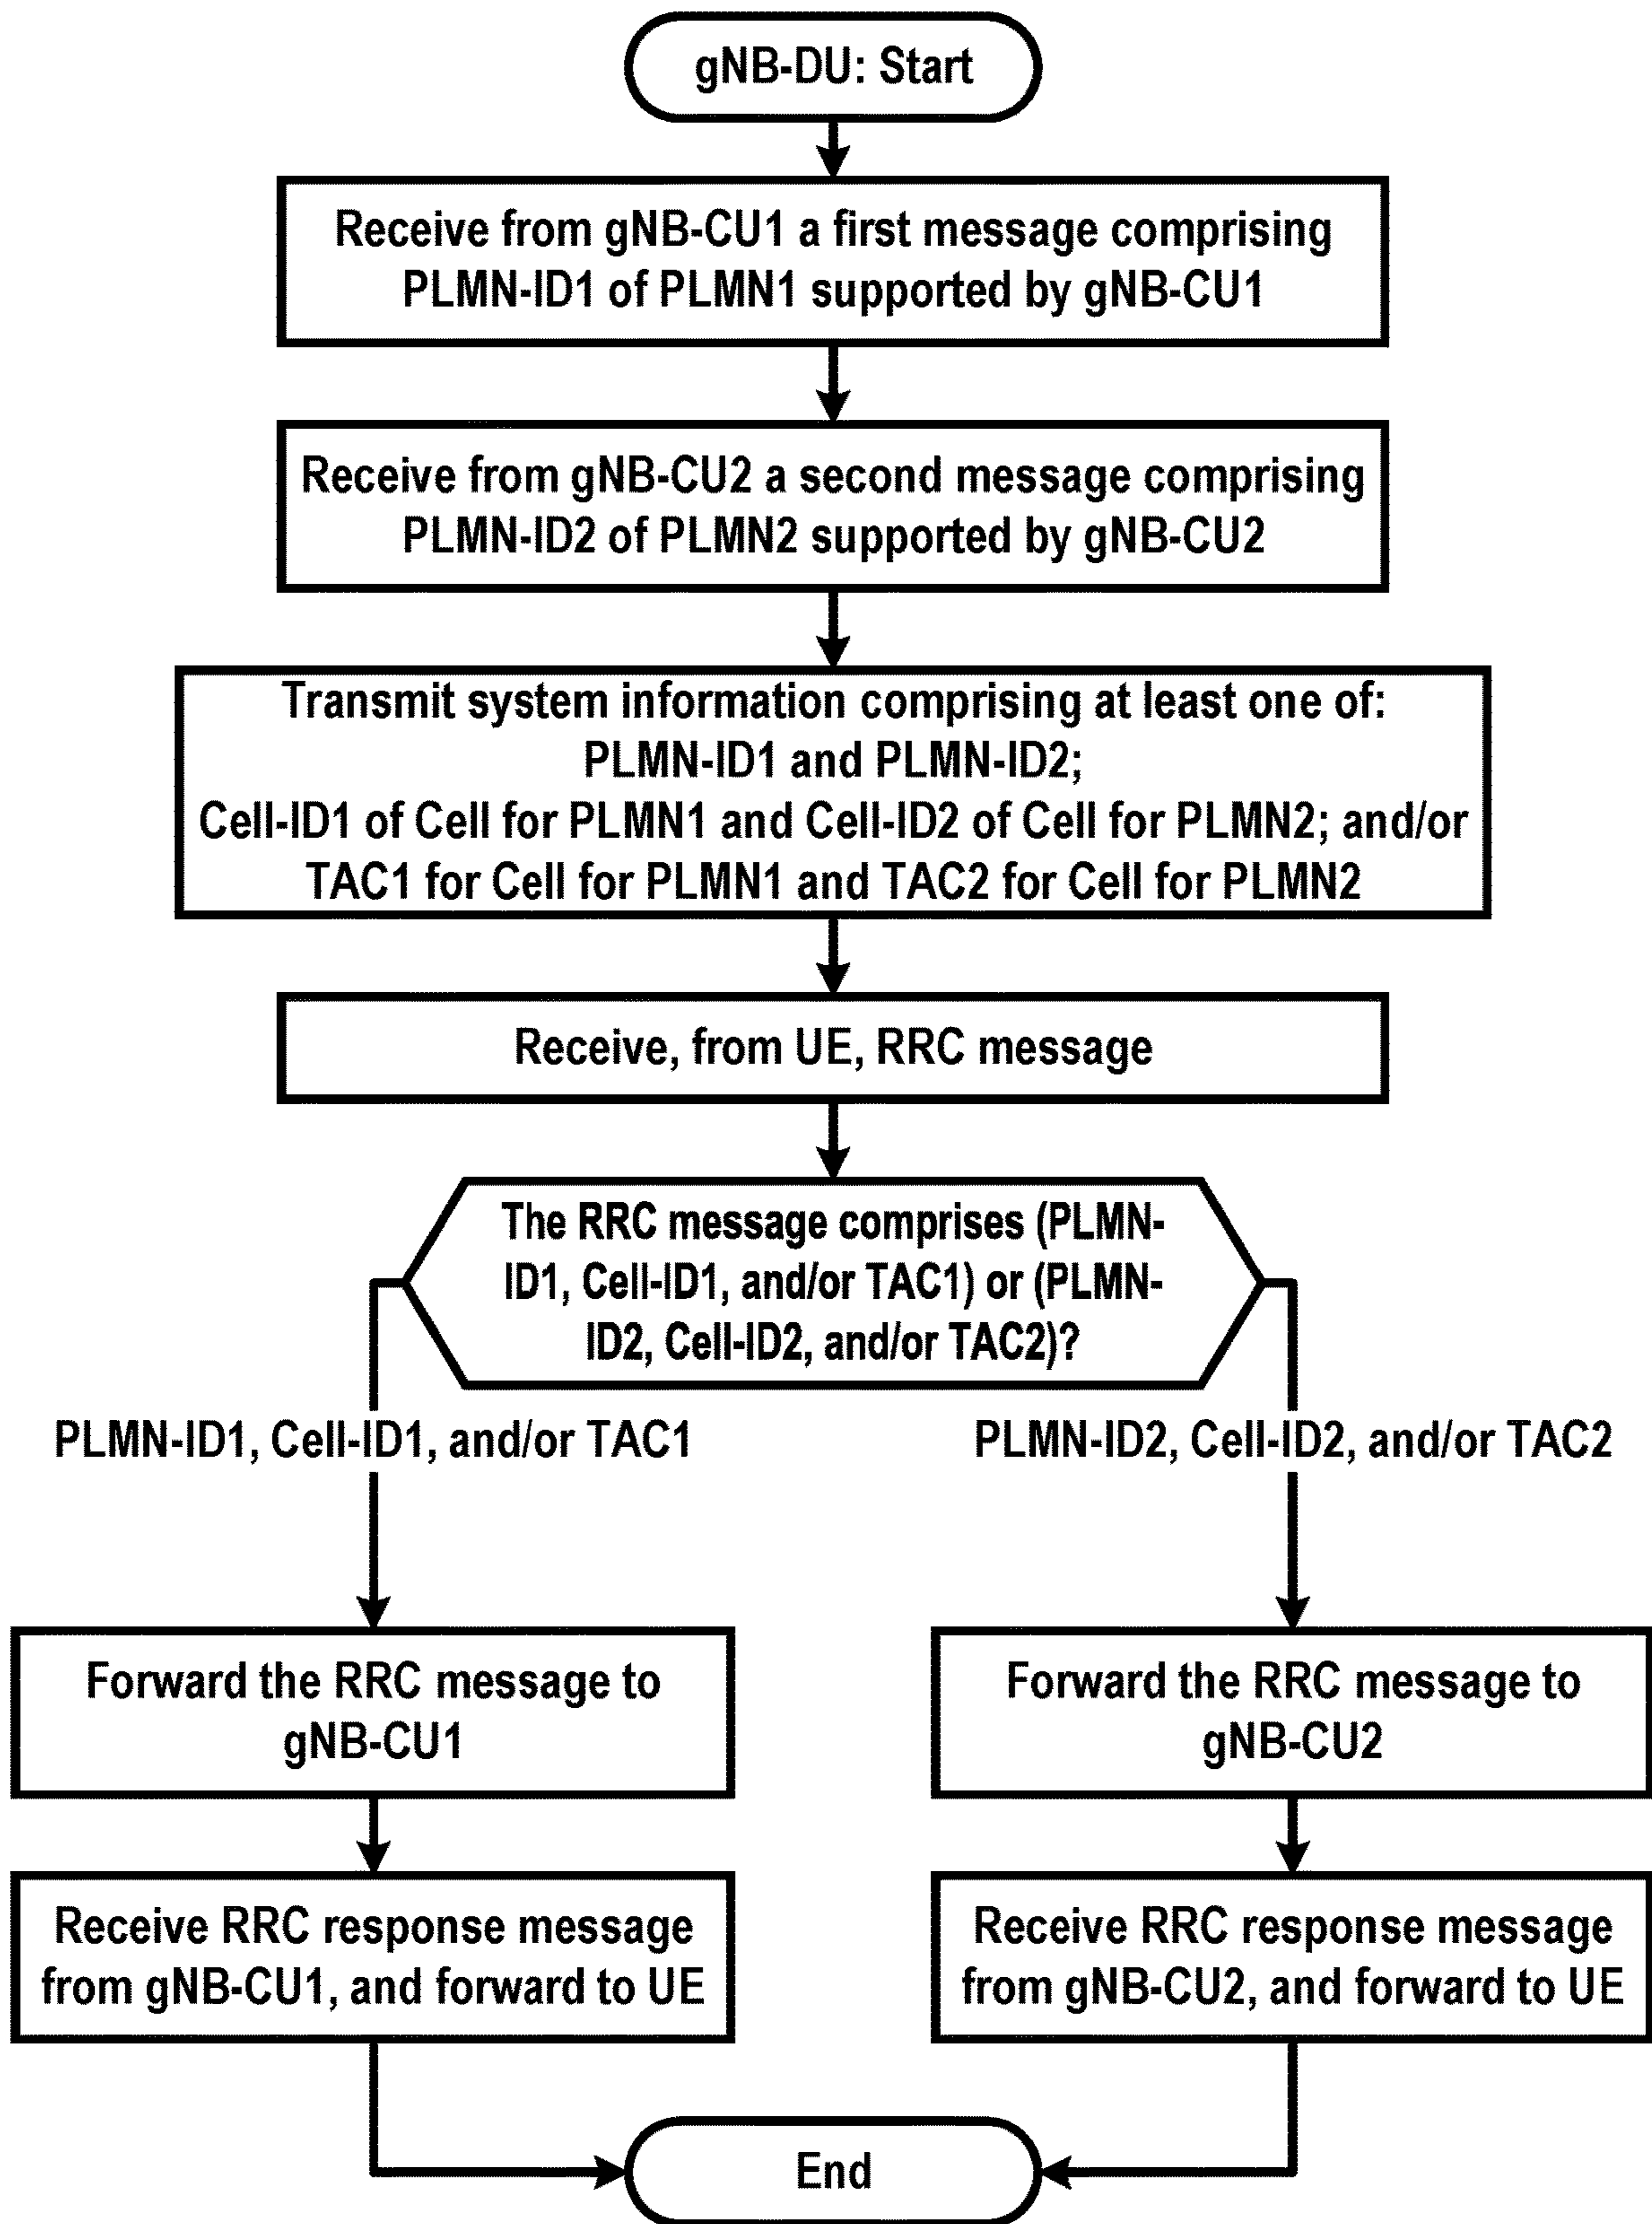 gNB-DU: Start
Receive from gNB-CU1 a first message comprising
PLMN-ID1 of PLMN1 supported by gNB-CU1
Receive from gNB-CU2 a second message comprising
PLMN-ID2 of PLMN2 supported by gNB-CU2
Transmit system information comprising at least one of:
PLMN-ID1 and PLMN-ID2;
Cell-ID1 of Cell for PLMN1 and Cell-ID2 of Cell for PLMN2; and/or
TAC1 for Cell for PLMN1 and TAC2 for Cell for PLMN2
Receive, from UE, RRC message
The RRC message comprises (PLMN-
ID1, Cell-ID1, and/or TAC1) or (PLMN-
ID2, Cell-ID2, and/or TAC2)?
PLMN-ID1, Cell-ID1, and/or TAC1
PLMN-ID2, Cell-ID2, and/or TAC2
Forward the RRC message to
gNB-CU1
Forward the RRC message to
gNB-CU2
Receive RRC response message
from gNB-CU1, and forward to UE
Receive RRC response message
from gNB-CU2, and forward to UE
End